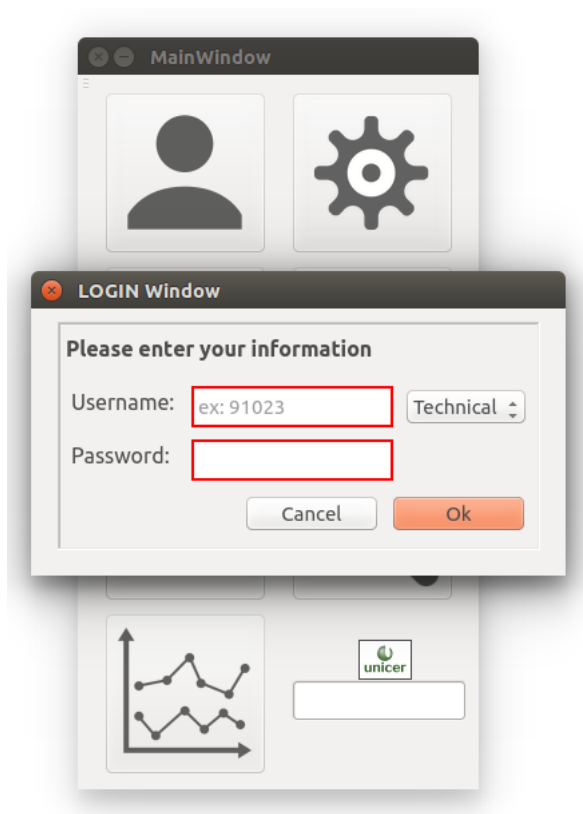 MainWindow
LOGIN Window
Please enter your information
Username: ex: 91023 Technical
Password:
Cancel Ok
unicer